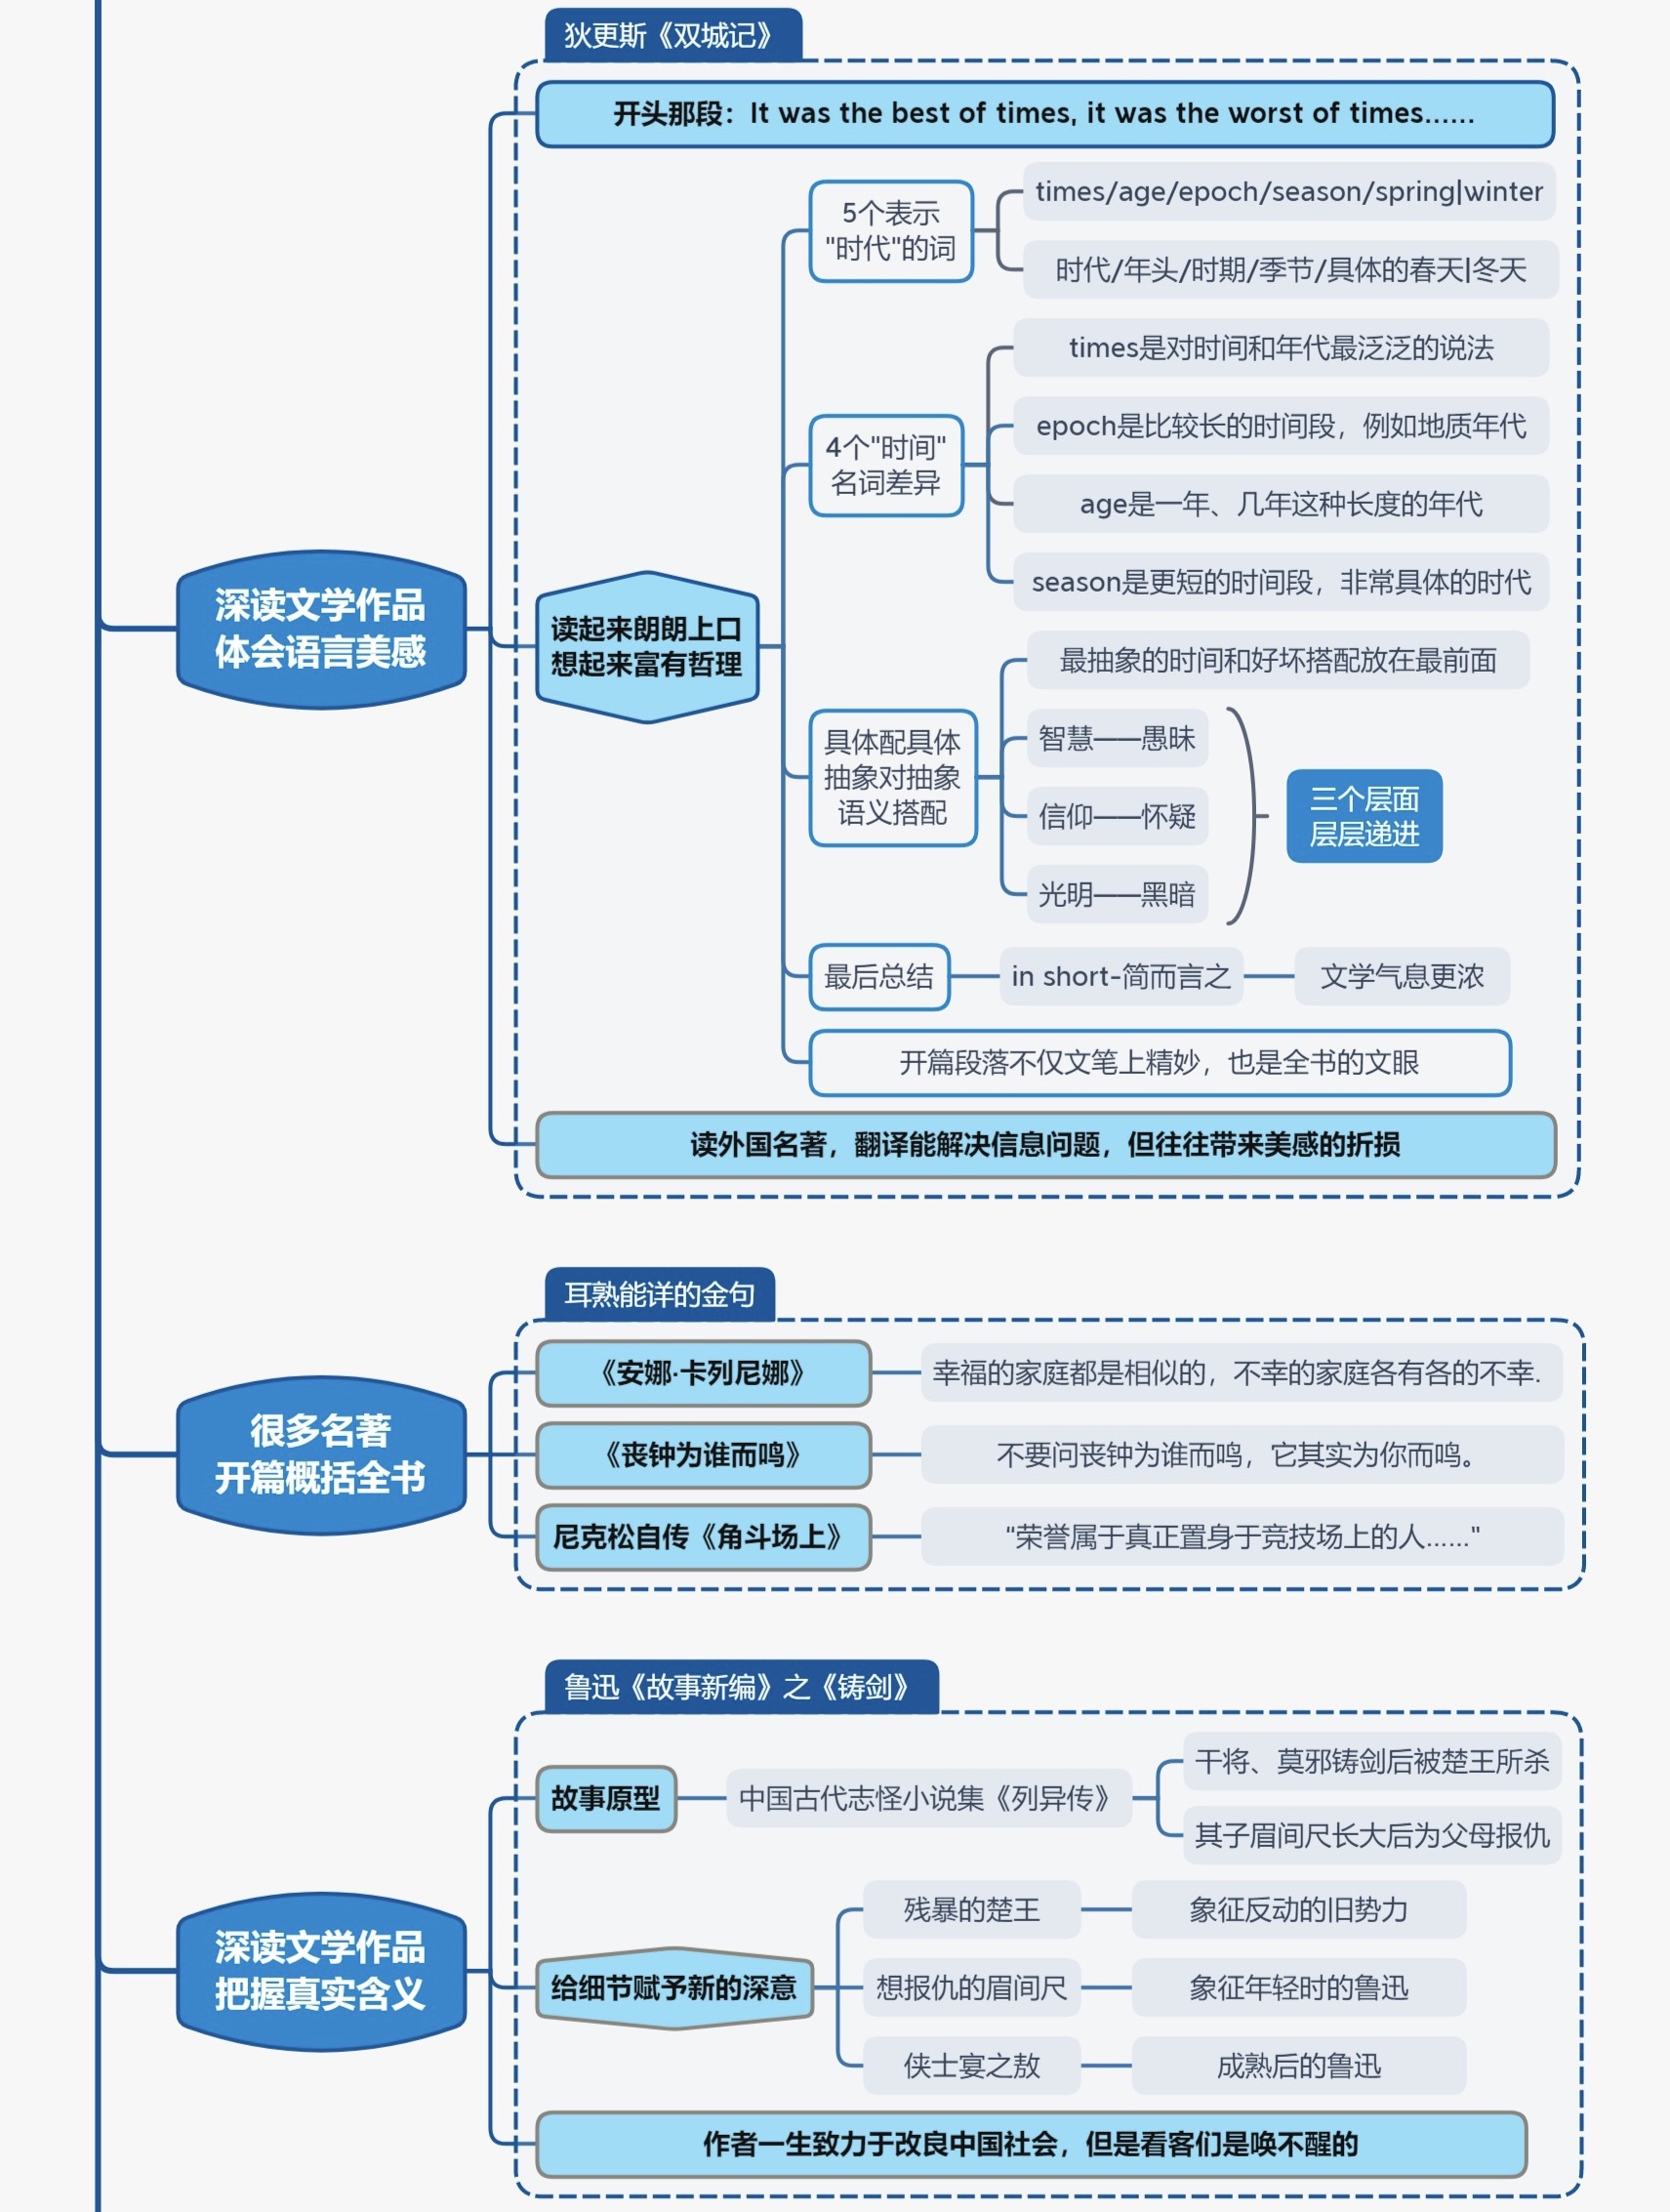 狄更斯《双城记》
开头那段：It was the best of times, it was the worst of times……
5个表示
"时代"的词
times/age/epoch/season/spring|winter
时代/年头/时期/季节/具体的春天|冬天
4个"时间"
名词差异
times是对时间和年代最泛泛的说法
epoch是比较长的时间段，例如地质年代
age是一年、几年这种长度的年代
season是更短的时间段，非常具体的时代
深读文学作品
体会语言美感
读起来朗朗上口
想起来富有哲理
具体配具体
抽象对抽象
语义搭配
最抽象的时间和好坏搭配放在最前面
智慧——愚昧
信仰——怀疑
光明——黑暗
三个层面
层层递进
最后总结
in short-简而言之
文学气息更浓
开篇段落不仅文笔上精妙，也是全书的文眼
读外国名著，翻译能解决信息问题，但往往带来美感的折损
耳熟能详的金句
很多名著
开篇概括全书
《安娜·卡列尼娜》
幸福的家庭都是相似的，不幸的家庭各有各的不幸.
《丧钟为谁而鸣》
不要问丧钟为谁而鸣，它其实为你而鸣。
尼克松自传《角斗场上》
“荣誉属于真正置身于竞技场上的人……"
鲁迅《故事新编》之《铸剑》
故事原型
中国古代志怪小说集《列异传》
干将、莫邪铸剑后被楚王所杀
其子眉间尺长大后为父母报仇
深读文学作品
把握真实含义
给细节赋予新的深意
残暴的楚王
象征反动的旧势力
想报仇的眉间尺
象征年轻时的鲁迅
侠士宴之敖
成熟后的鲁迅
作者一生致力于改良中国社会，但是看客们是唤不醒的